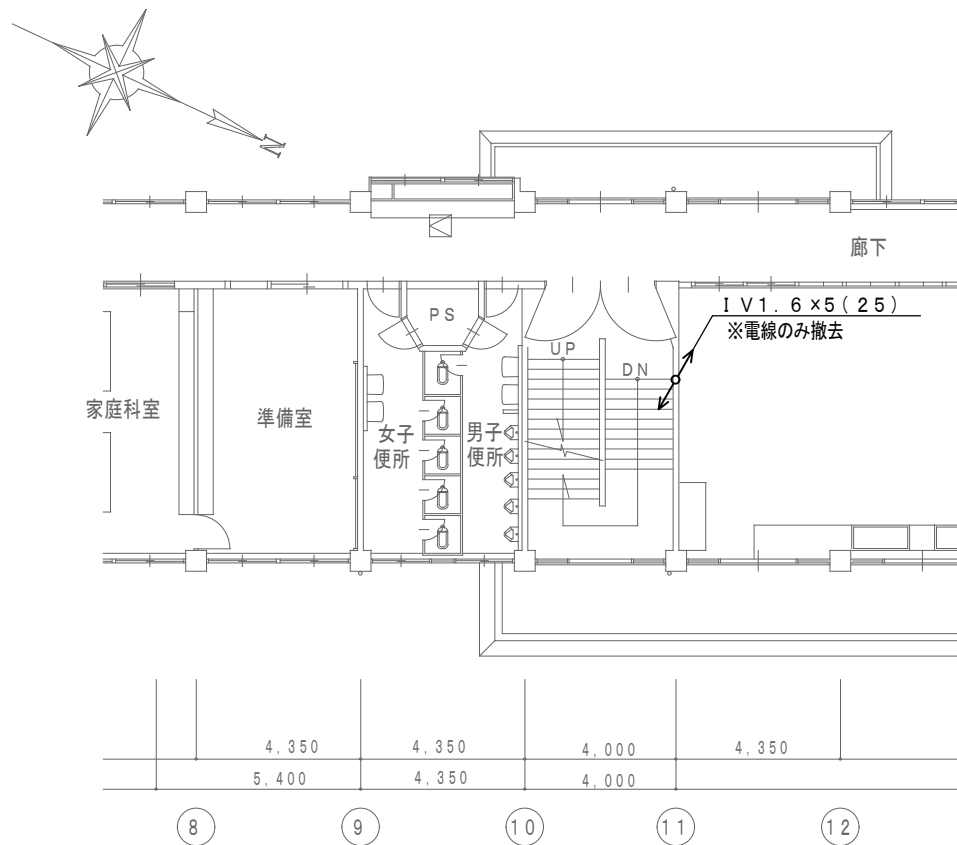 N
廊下
PS
IV1.6×5(25)
※電線のみ撤去
UP
DN
家庭科室
準備室
女子
便所
男子
便所
4,350
4,350
4,000
4,350
5,400
4,350
4,000
8
9
10
11
12